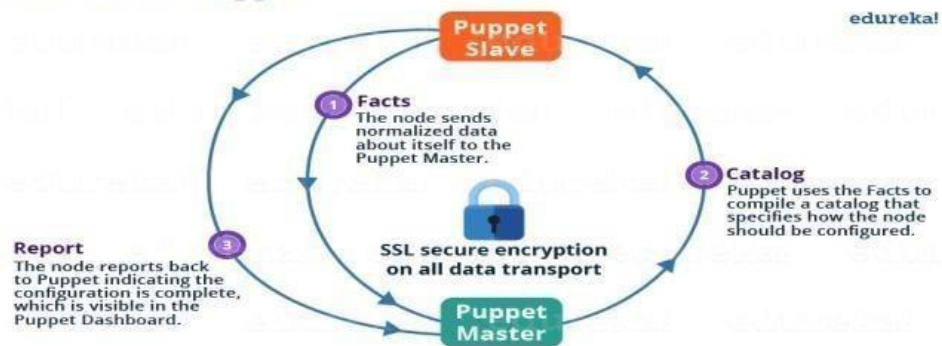 edureka!
Puppet
Slave
1
Facts
The node sends
normalized data
about itself to the
Puppet Master.
2
Catalog
Puppet uses the Facts to
compile a catalog that
specifies how the node
should be configured.
SSL secure encryption
on all data transport
3
Report
The node reports back
to Puppet indicating the
configuration is complete,
which is visible in the
Puppet Dashboard.
Puppet
Master